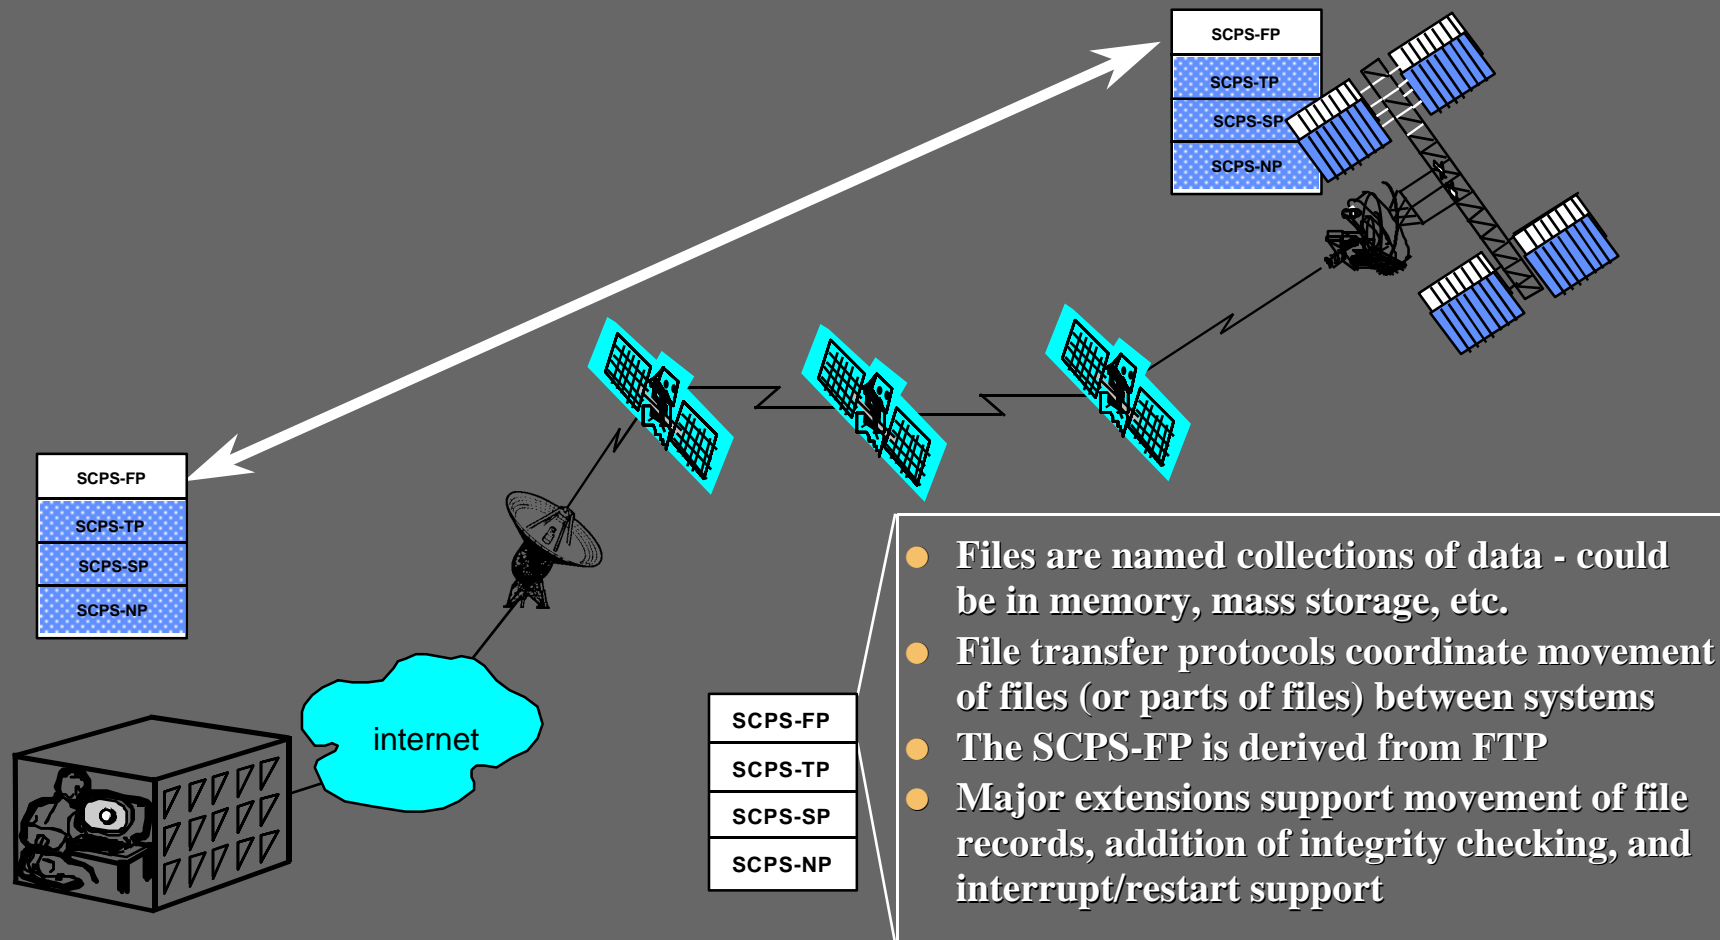 SCPS-FP
SCPS-TP
SCPS-SP
SCPS-NP
SCPS-FP
SCPS-TP
SCPS-SP
SCPS-NP
internet
SCPS-FP
SCPS-TP
SCPS-SP
SCPS-NP
● Files are named collections of data - could
be in memory, mass storage, etc.
● File transfer protocols coordinate movement
of files (or parts of files) between systems
● The SCPS-FP is derived from FTP
● Major extensions support movement of file
records, addition of integrity checking, and
interrupt/restart support